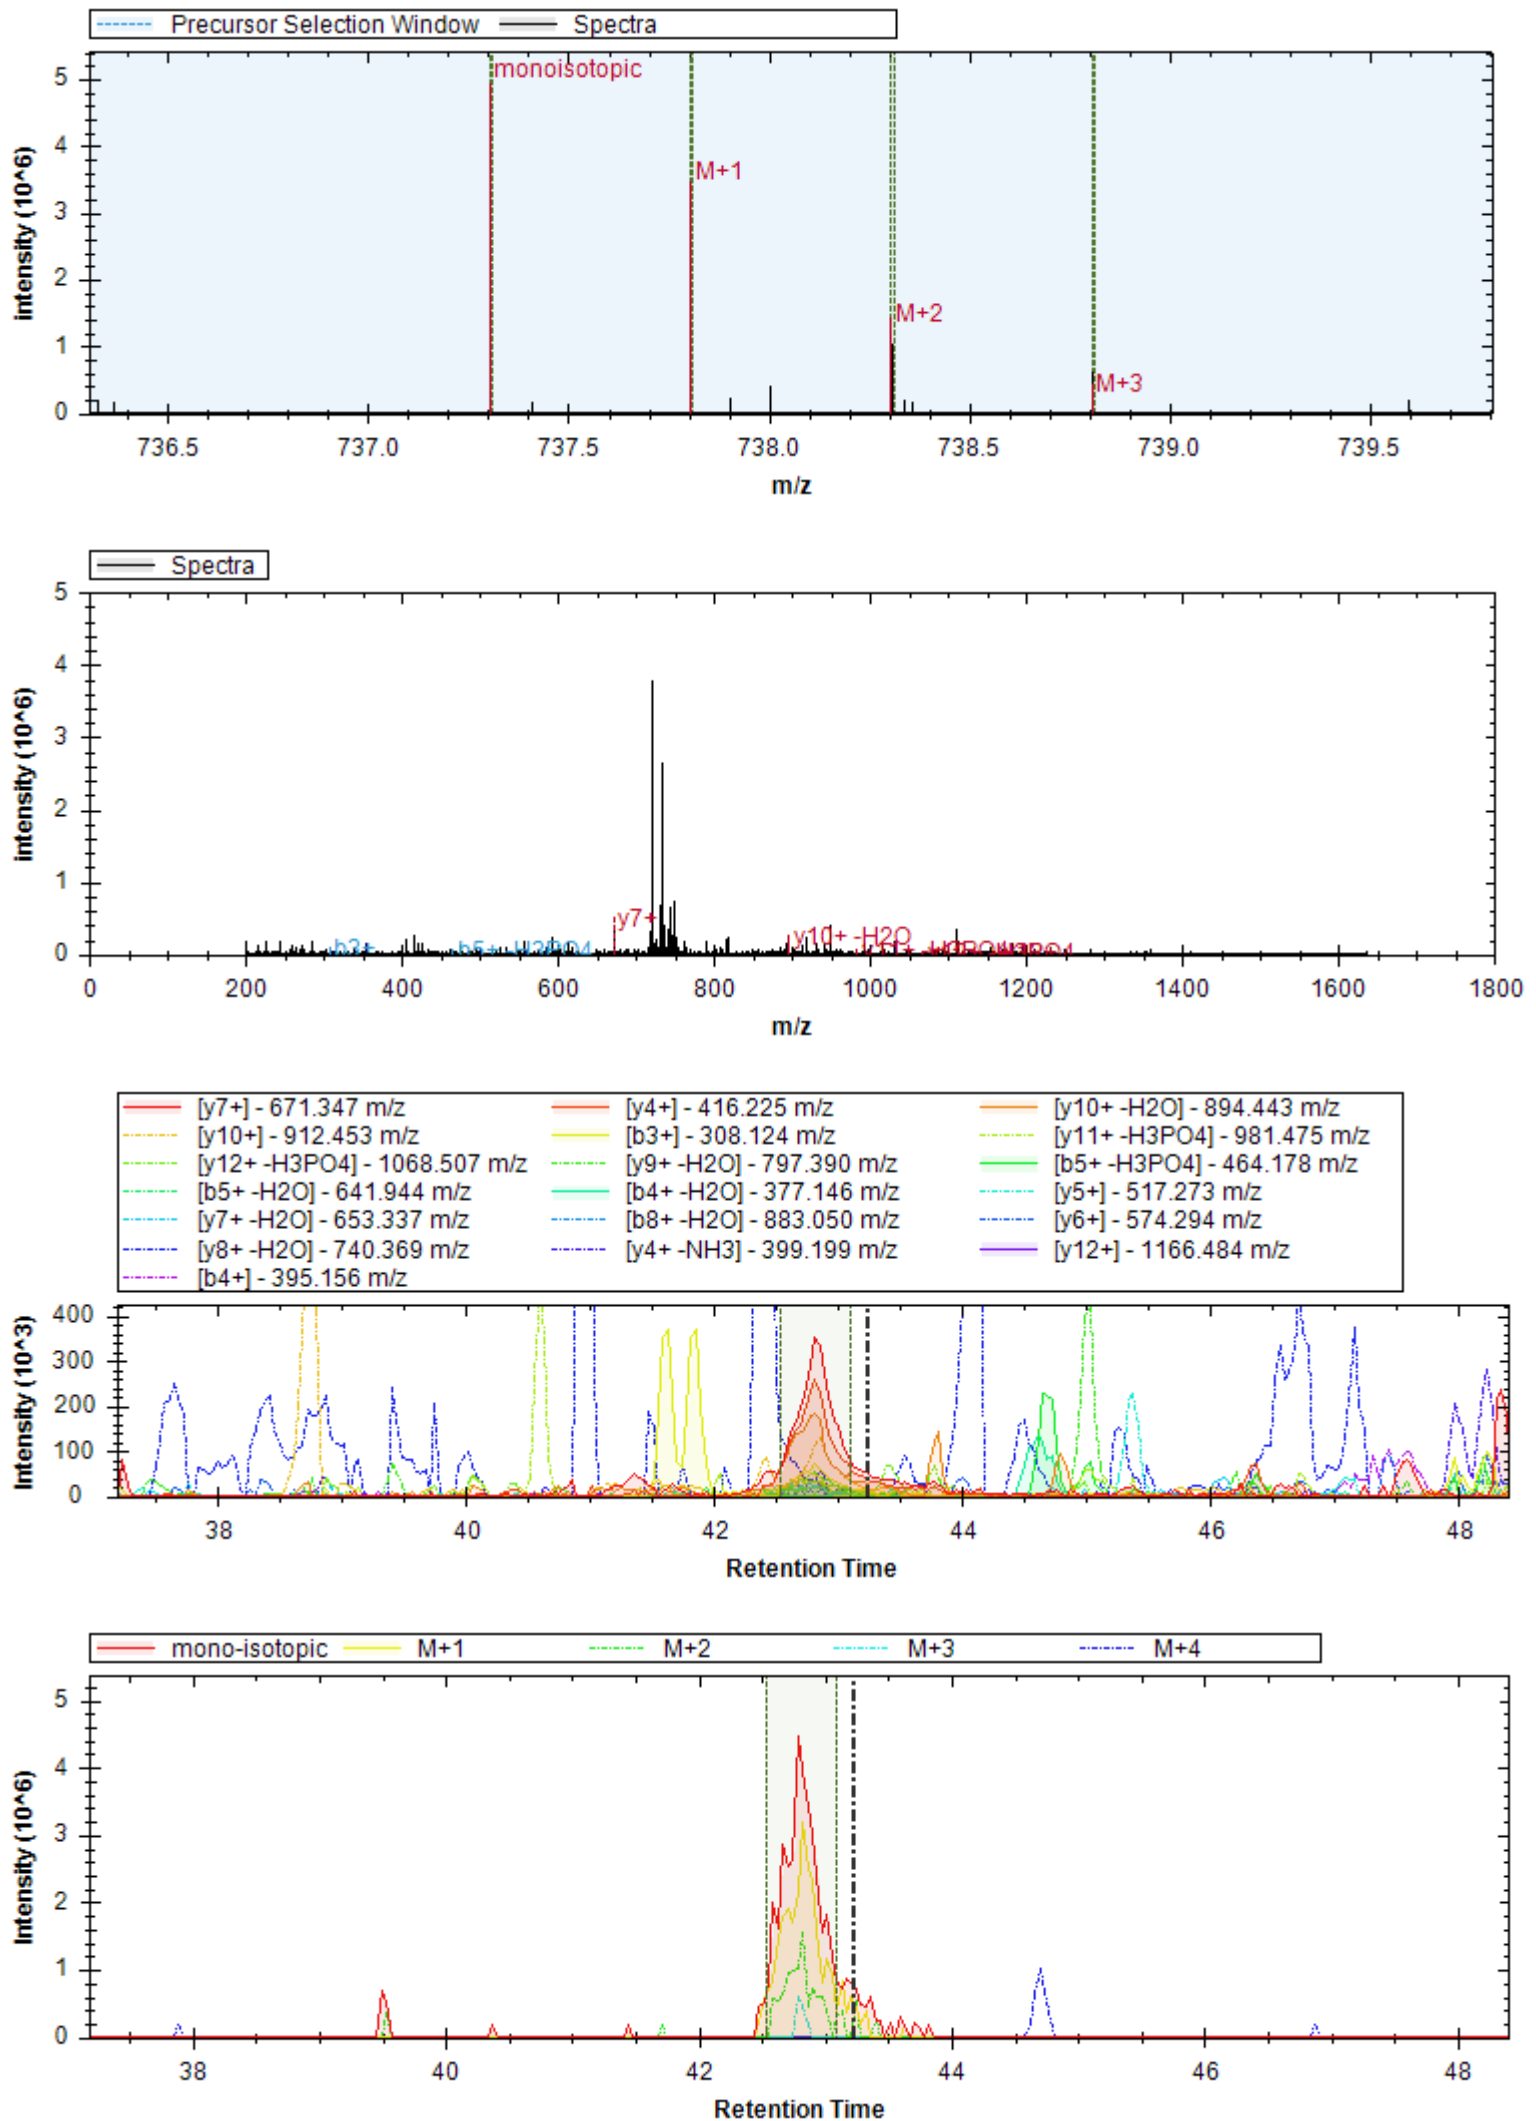 Precursor Selection Window Spectra
monoisotopic
M+1
M+2
M+3
intensity (10^6)
5
4
3
2
1
0
736.5 737.0 737.5 738.0 738.5 739.0 739.5
m/z
Spectra
intensity (10^6)
5
4
3
2
1
0
y7+
y10+ -H2O
b3+
b5+ -H3PO4
0 200 400 600 800 1000 1200 1400 1600 1800
m/z
[y7+] - 671.347 m/z [y4+] - 416.225 m/z [y10+ -H2O] - 894.443 m/z
[y10+] - 912.453 m/z [b3+] - 308.124 m/z [y11+ -H3PO4] - 981.475 m/z
[y12+ -H3PO4] - 1068.507 m/z [y9+ -H2O] - 797.390 m/z [b5+ -H3PO4] - 464.178 m/z
[b5+ -H2O] - 641.944 m/z [b4+ -H2O] - 377.146 m/z [y5+] - 517.273 m/z
[y7+ -H2O] - 653.337 m/z [b8+ -H2O] - 883.050 m/z [y6+] - 574.294 m/z
[y8+ -H2O] - 740.369 m/z [y4+ -NH3] - 399.199 m/z [y12+] - 1166.484 m/z
[b4+] - 395.156 m/z
Intensity (10^3)
400
300
200
100
0
38 40 42 44 46 48
Retention Time
mono-isotopic M+1 M+2 M+3 M+4
Intensity (10^6)
5
4
3
2
1
0
38 40 42 44 46 48
Retention Time